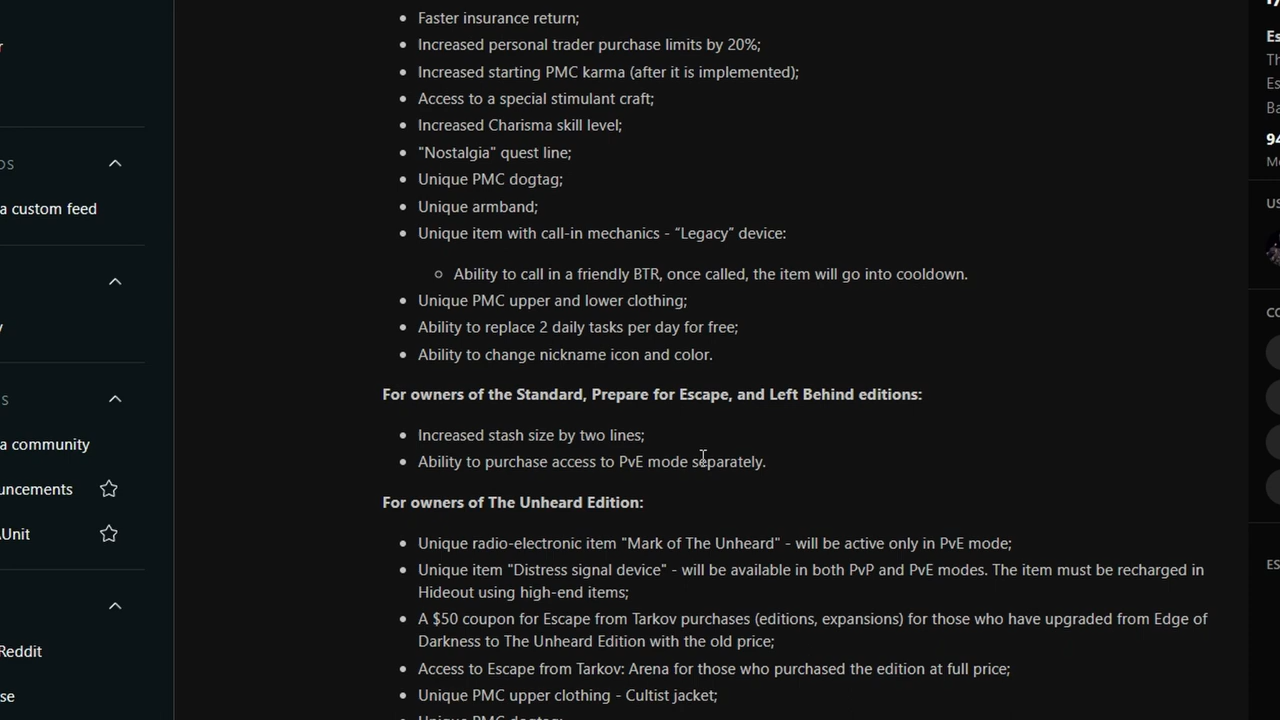 Faster insurance return;
Increased personal trader purchase limits by 20%;
Increased starting PMC karma (after it is implemented);
Access to a special stimulant craft;
a custom feed
Increased Charisma skill level;
"Nostalgia" quest line;
Unique PMC dogtag;
Unique armband;
Unique item with call-in mechanics - “Legacy” device:
Ability to call in a friendly BTR, once called, the item will go into cooldown.
Unique PMC upper and lower clothing;
Ability to replace 2 daily tasks per day for free;
Ability to change nickname icon and color.
For owners of the Standard, Prepare for Escape, and Left Behind editions:
a community
Increased stash size by two lines;
Ability to purchase access to PvE mode separately.
For owners of The Unheard Edition:
Unique radio-electronic item "Mark of The Unheard" - will be active only in PvE mode;
Unique item "Distress signal device" - will be available in both PvP and PvE modes. The item must be recharged in
Hideout using high-end items;
A $50 coupon for Escape from Tarkov purchases (editions, expansions) for those who have upgraded from Edge of
Darkness to The Unheard Edition with the old price;
Reddit
Access to Escape from Tarkov: Arena for those who purchased the edition at full price;
Unique PMC upper clothing - Cultist jacket;